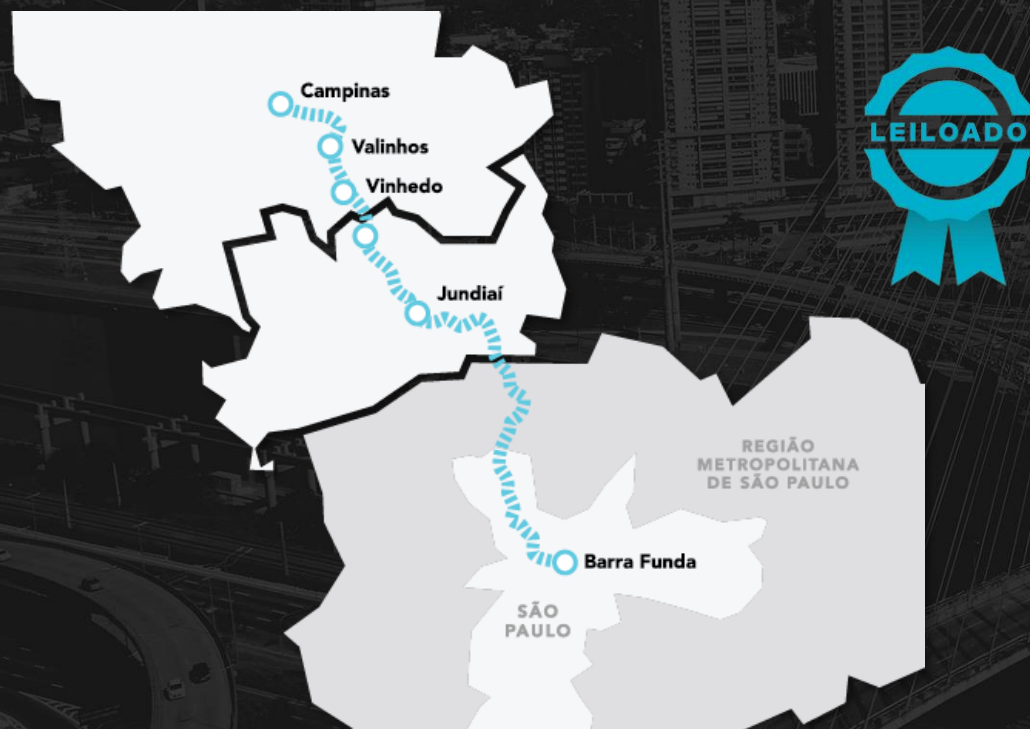 Campinas
LEILOADO
Valinhos
Vinhedo
Jundiaí
REGIÃO
METROPOLITANA
DE SÃO PAULO
Barra Funda
SÃO
PAULO